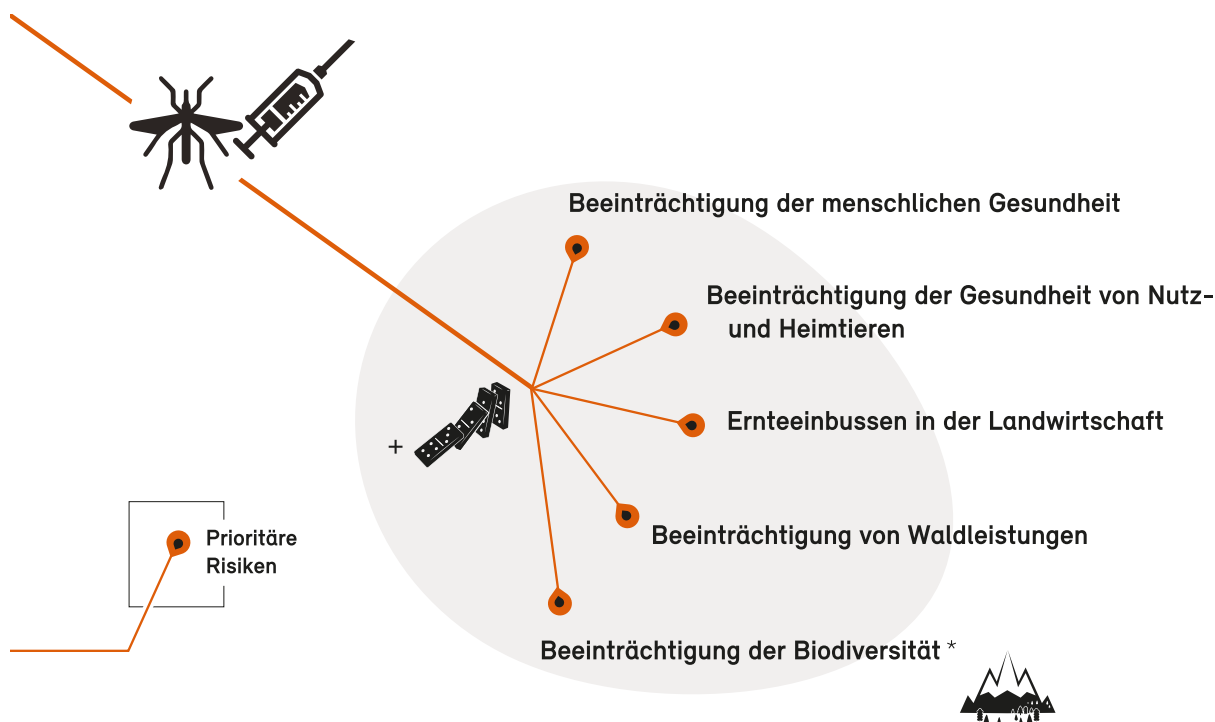 Beeinträchtigung der menschlichen Gesundheit
Beeinträchtigung der Gesundheit von Nutz-
und Heimtieren
Ernteeinbussen in der Landwirtschaft
+
Prioritäre
Risiken
Beeinträchtigung von Waldleistungen
Beeinträchtigung der Biodiversität *